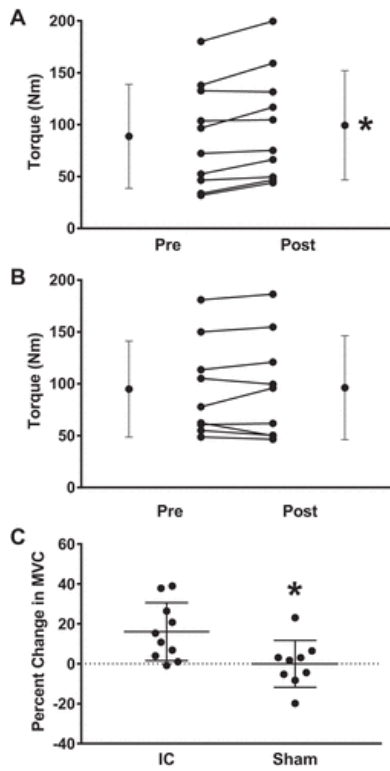 A
200
150
100
50
0
Torque (Nm)
*
Pre Post
B
200
150
100
50
0
Torque (Nm)
Pre Post
C
60
40
20
0
-20
-40
Percent Change in MVC
*
IC Sham